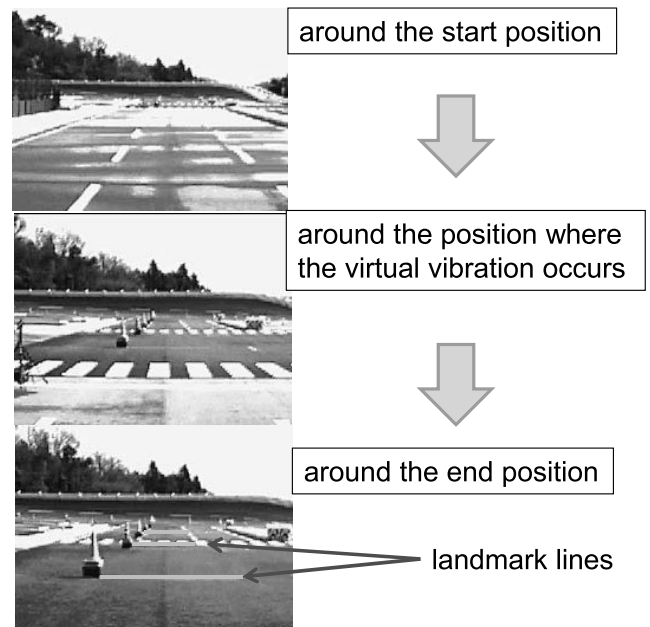 around the start position
around the position where
the virtual vibration occurs
around the end position
landmark lines